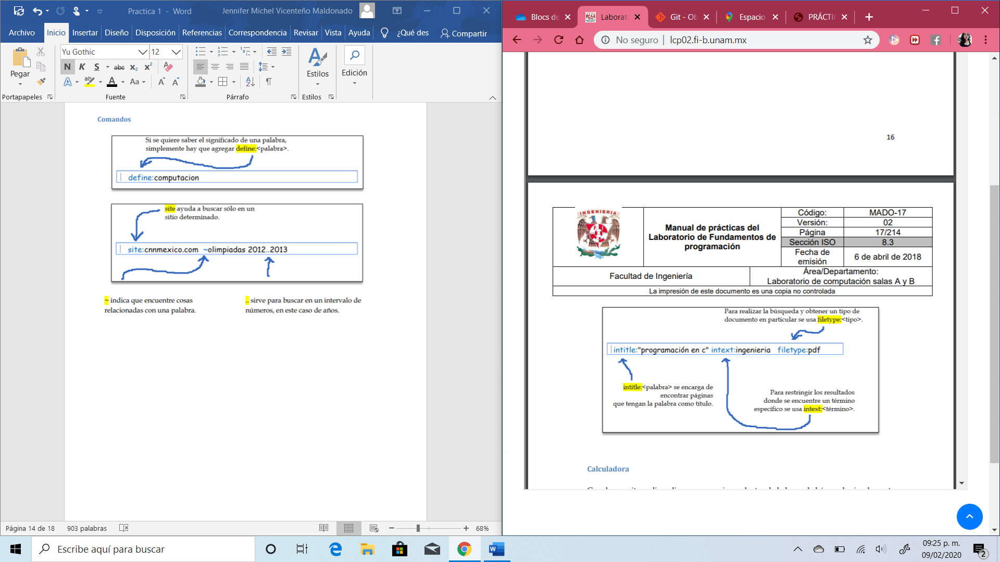 Practica 1 - Word
Jennifer Michel Vicenteño Maldonado
Archivo
Inicio
Insertar
Diseño
Disposición
Referencias
Correspondencia
Revisar
Vista
Ayuda
¿Qué des
Compartir
Pegar
Yu Gothic
12
N K S abc x₂ x²
A ab A Aa A A
Estilos
Edición
Portapapeles
Fuente
Párrafo
Estilos
Comandos
Si se quiere saber el significado de una palabra,
simplemente hay que agregar define:<palabra>.
define:computacion
site ayuda a buscar sólo en un
sitio determinado.
site:cnnmexico.com ~olimpiadas 2012..2013
~ indica que encuentre cosas
relacionadas con una palabra.
.. sirve para buscar en un intervalo de
números, en este caso de años.
Página 14 de 18
903 palabras
68%
Blocs de
Laborato
Git - Ob
Espacio
PRÁCTIC
No seguro | lcp02.fi-b.unam.mx
16
INGENIERIA
Manual de prácticas del
Laboratorio de Fundamentos de
programación
Código:
MADO-17
Versión:
02
Página
17/214
Sección ISO
8.3
Fecha de
emisión
6 de abril de 2018
Facultad de Ingeniería
Área/Departamento:
Laboratorio de computación salas A y B
La impresión de este documento es una copia no controlada
Para realizar la búsqueda y obtener un tipo de
documento en particular se usa filetype:<tipo>.
intitle:"programación en c" intext:ingenieria filetype:pdf
intitle:<palabra> se encarga de
encontrar páginas
que tengan la palabra como título.
Para restringir los resultados
donde se encuentre un término
específico se usa intext:<término>.
Calculadora
Escribe aquí para buscar
09:25 p. m.
09/02/2020
2